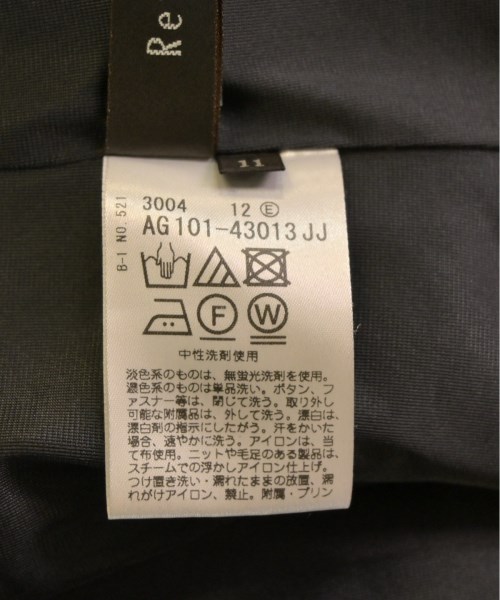 Re
11
B-1 NO.521
3004 12 Ⓔ
AG101-43013JJ
F W
中性洗剤使用
淡色系のものは、無蛍光洗剤を使用。
濃色系のものは単品洗い。ボタン、フ
ァスナー等は、閉じて洗う。取り外し
可能な附属品は、外して洗う。漂白は、
漂白剤の指示にしたがう。汗をかいた
場合、速やかに洗う。アイロンは、当
て布使用。ニットや毛足のある製品は、
スチームでの浮かしアイロン仕上げ。
つけ置き洗い・濡れたままの放置、濡
れがけアイロン、禁止。附属・プリン